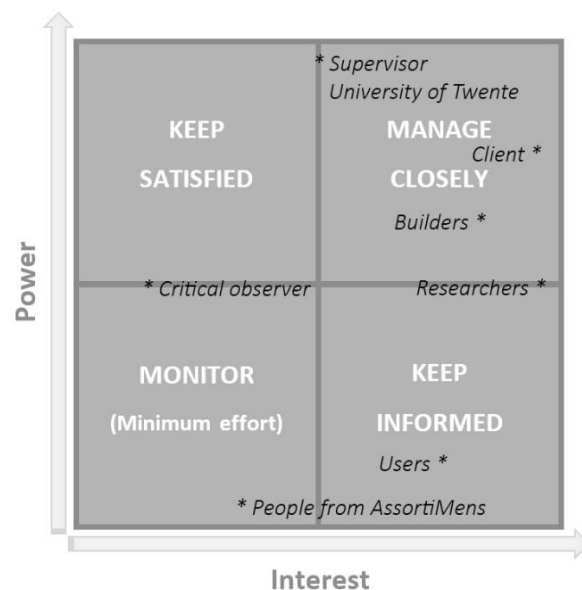 * Supervisor
University of Twente
KEEP
SATISFIED
MANAGE
CLOSELY
Client *
Builders *
* Critical observer
Researchers *
MONITOR
(Minimum effort)
KEEP
INFORMED
Users *
* People from AssortiMens
Power
Interest